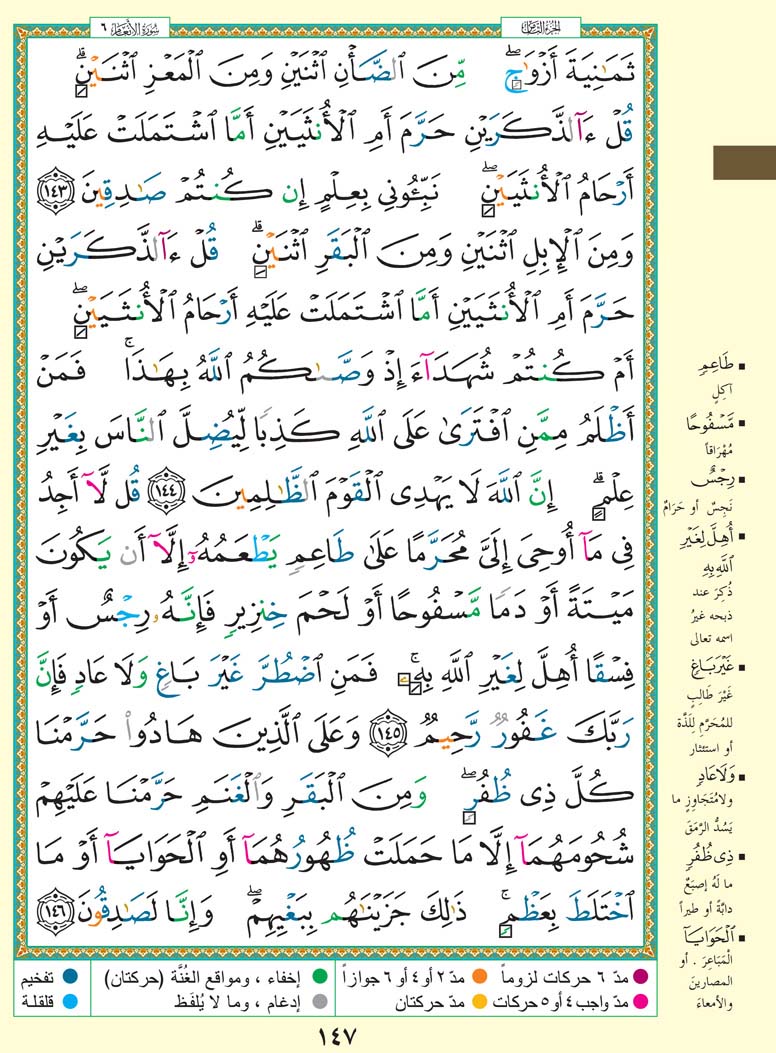 الجزء الثامن
سورة الأنعام ٦
ثَمَٰنِيَةَ أَزْوَٰجٍۖ مِّنَ ٱلضَّأْنِ ٱثْنَيْنِ وَمِنَ ٱلْمَعْزِ ٱثْنَيْنِۗ
قُلْ ءَآلذَّكَرَيْنِ حَرَّمَ أَمِ ٱلْأُنثَيَيْنِ أَمَّا ٱشْتَمَلَتْ عَلَيْهِ
أَرْحَامُ ٱلْأُنثَيَيْنِۖ نَبِّـُٔونِى بِعِلْمٍ إِن كُنتُمْ صَٰدِقِينَ ١٤٣
وَمِنَ ٱلْإِبِلِ ٱثْنَيْنِ وَمِنَ ٱلْبَقَرِ ٱثْنَيْنِۗ قُلْ ءَآلذَّكَرَيْنِ
حَرَّمَ أَمِ ٱلْأُنثَيَيْنِ أَمَّا ٱشْتَمَلَتْ عَلَيْهِ أَرْحَامُ ٱلْأُنثَيَيْنِۖ
أَمْ كُنتُمْ شُهَدَآءَ إِذْ وَصَّىٰكُمُ ٱللَّهُ بِهَٰذَاۚ فَمَنْ
أَظْلَمُ مِمَّنِ ٱفْتَرَىٰ عَلَى ٱللَّهِ كَذِبًا لِّيُضِلَّ ٱلنَّاسَ بِغَيْرِ
عِلْمٍۗ إِنَّ ٱللَّهَ لَا يَهْدِى ٱلْقَوْمَ ٱلظَّٰلِمِينَ ١٤٤ قُل لَّآ أَجِدُ
فِى مَآ أُوحِىَ إِلَىَّ مُحَرَّمًا عَلَىٰ طَاعِمٍ يَطْعَمُهُۥٓ إِلَّآ أَن يَكُونَ
مَيْتَةً أَوْ دَمًا مَّسْفُوحًا أَوْ لَحْمَ خِنزِيرٍ فَإِنَّهُۥ رِجْسٌ أَوْ
فِسْقًا أُهِلَّ لِغَيْرِ ٱللَّهِ بِهِۦۚ فَمَنِ ٱضْطُرَّ غَيْرَ بَاغٍ وَلَا عَادٍ فَإِنَّ
رَبَّكَ غَفُورٌ رَّحِيمٌ ١٤٥ وَعَلَى ٱلَّذِينَ هَادُوا۟ حَرَّمْنَا
كُلَّ ذِى ظُفُرٍۖ وَمِنَ ٱلْبَقَرِ وَٱلْغَنَمِ حَرَّمْنَا عَلَيْهِمْ
شُحُومَهُمَآ إِلَّا مَا حَمَلَتْ ظُهُورُهُمَآ أَوِ ٱلْحَوَايَآ أَوْ مَا
ٱخْتَلَطَ بِعَظْمٍۚ ذَٰلِكَ جَزَيْنَٰهُم بِبَغْيِهِمْۖ وَإِنَّا لَصَٰدِقُونَ ١٤٦
طَاعِمٍ
آكِلٍ
مَّسْفُوحًا
مُهْرَاقاً
رِجْسٌ
نَجِسٌ أو حَرَامٌ
أُهِلَّ لِغَيْرِ
ٱللَّهِ بِهِ
ذُكِرَ عند
ذبحه غيرُ
اسمه تعالى
غَيْرَ بَاغٍ
غَيْرَ طَالِبٍ
للمُحَرَّمِ لِلَذَّة
أو استئثار
وَلَا عَادٍ
ولا مُتَجاوِزٍ ما
يَسُدُّ الرَّمَقَ
ذِى ظُفُرٍ
ما لَهُ إصبَعٌ
دابَّةً أو طيراً
ٱلْحَوَايَآ
الْمَبَاعِرَ . أو
المصارينَ
والأمعاءَ
مدّ ٦ حركات لزوماً مدّ ٢ أو ٤ أو ٦ جوازاً إخفاء ، ومواقع الغُنَّة (حركتان) تفخيم
مدّ واجب ٤ أو ٥ حركات مدّ حركتان إدغام ، وما لا يُلفَظ قلقلة
١٤٧